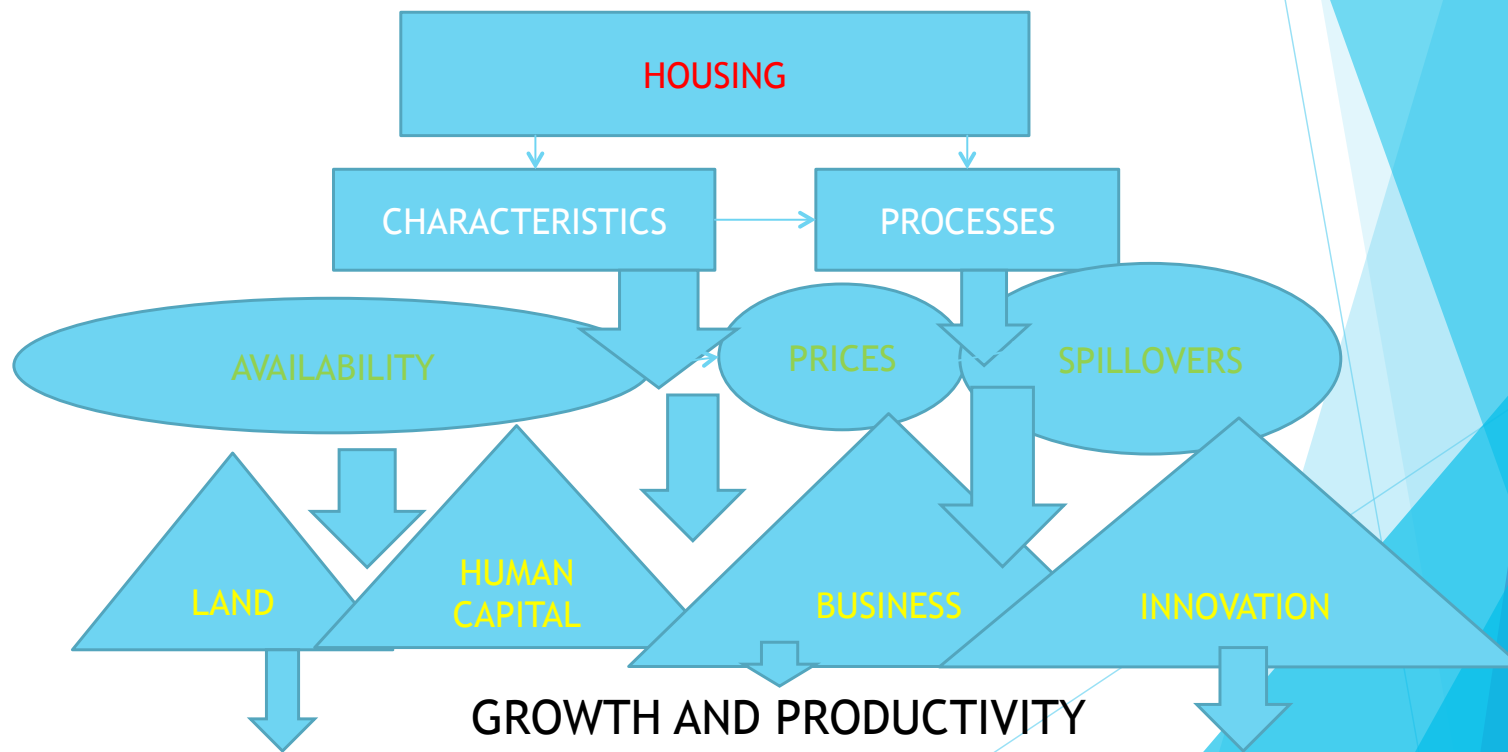 HOUSING
CHARACTERISTICS
PROCESSES
AVAILABILITY
PRICES
SPILLOVERS
LAND
HUMAN
CAPITAL
BUSINESS
INNOVATION
GROWTH AND PRODUCTIVITY